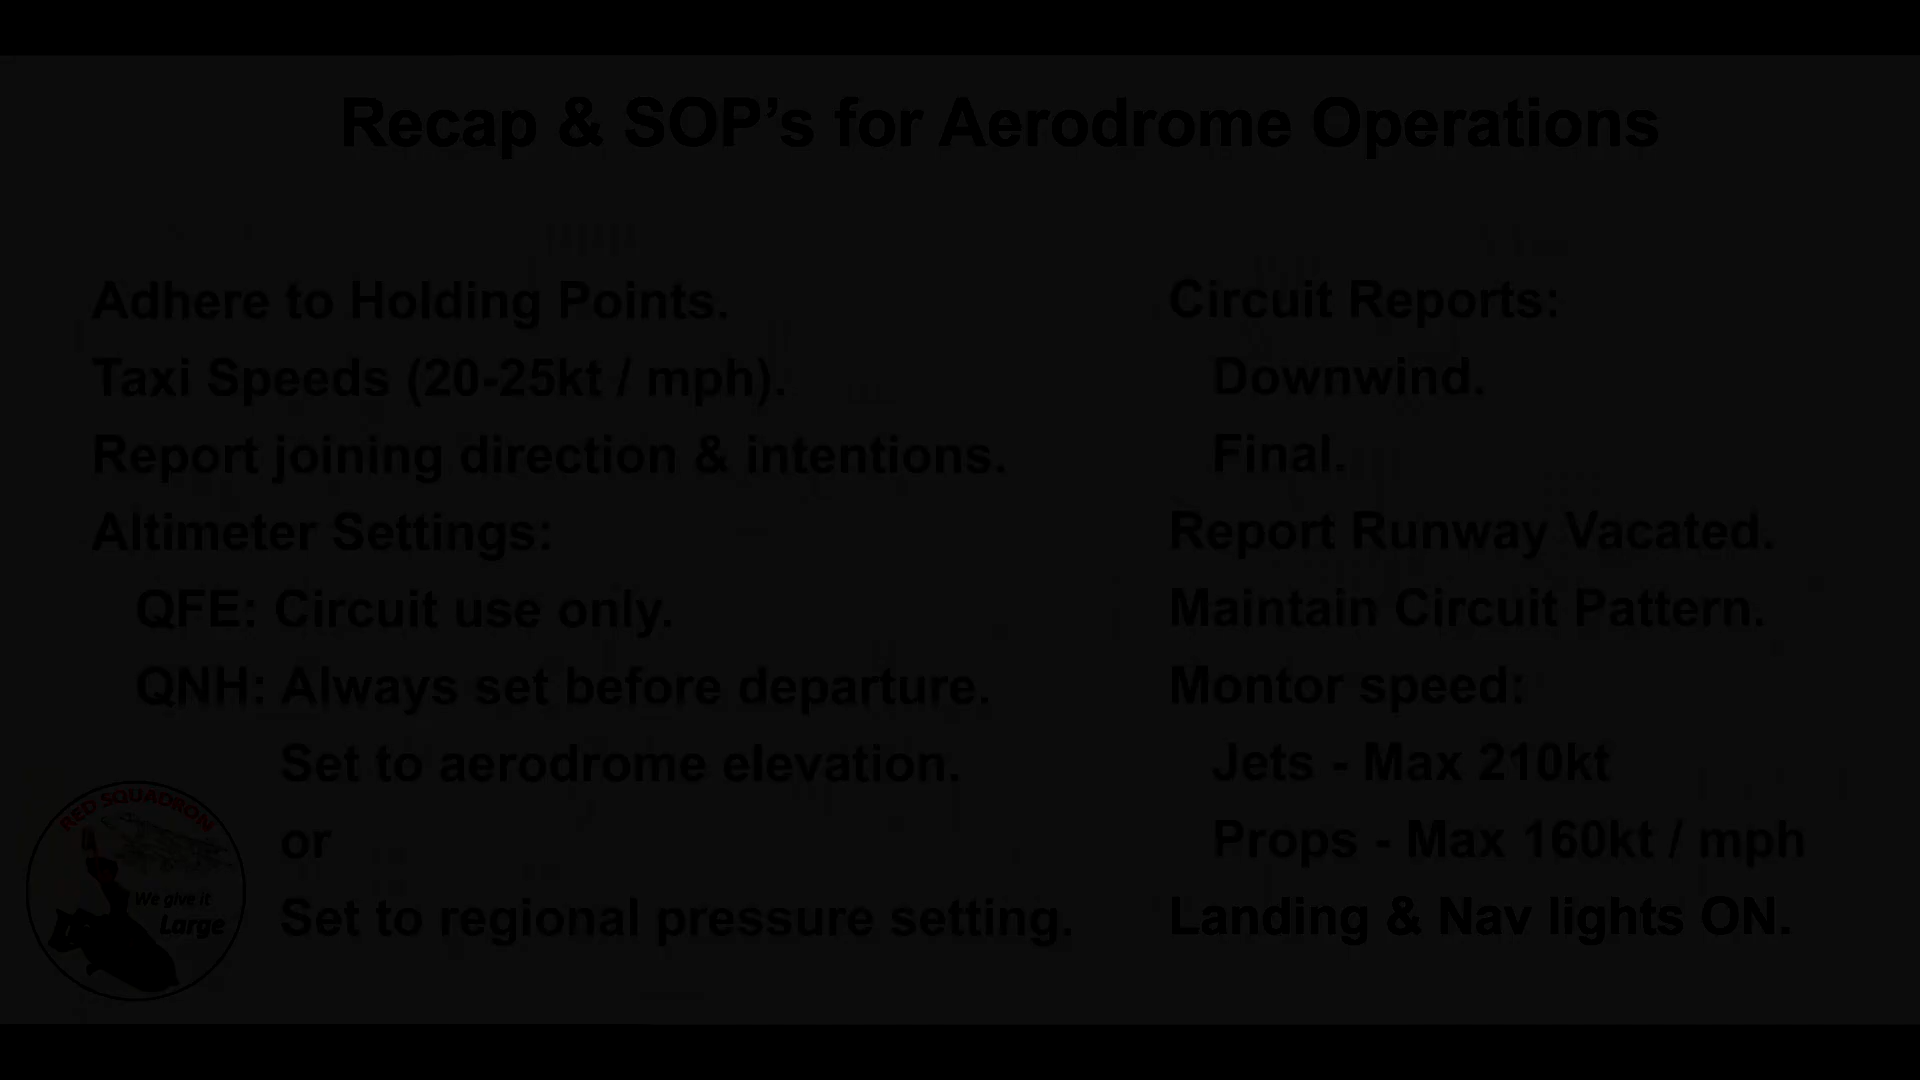 Recap & SOP’s for Aerodrome Operations
Adhere to Holding Points.
Taxi Speeds (20-25kt / mph).
Report joining direction & intentions.
Altimeter Settings:
QFE: Circuit use only.
QNH: Always set before departure.
Set to aerodrome elevation.
or
Set to regional pressure setting.
Circuit Reports:
Downwind.
Final.
Report Runway Vacated.
Maintain Circuit Pattern.
Montor speed:
Jets - Max 210kt
Props - Max 160kt / mph
Landing & Nav lights ON.
RED SQUADRON
We give it
Large